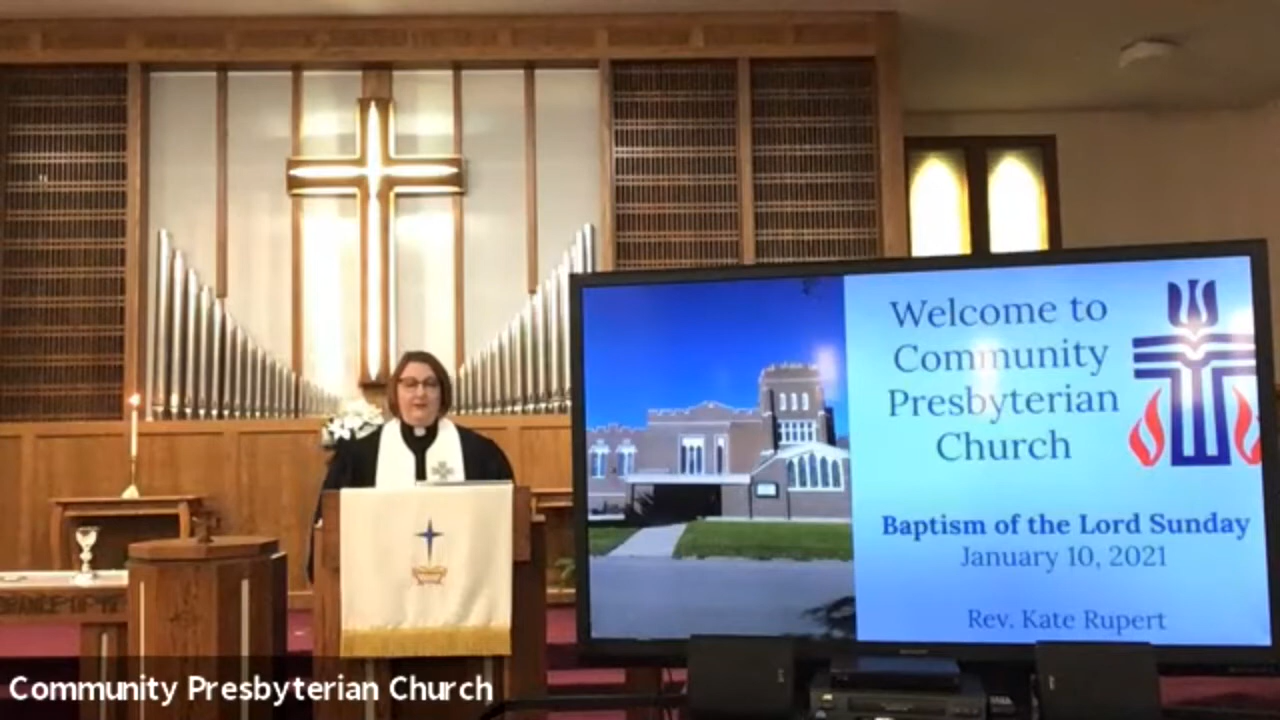 Welcome to
Community
Presbyterian
Church
Baptism of the Lord Sunday
January 10, 2021
Rev. Kate Rupert
Community Presbyterian Church